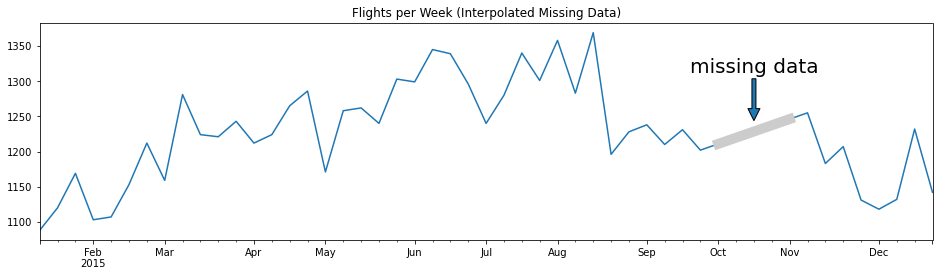 Flights per Week (Interpolated Missing Data)
1350
1300
1250
1200
1150
1100
missing data
Feb Mar Apr May Jun Jul Aug Sep Oct Nov Dec
2015